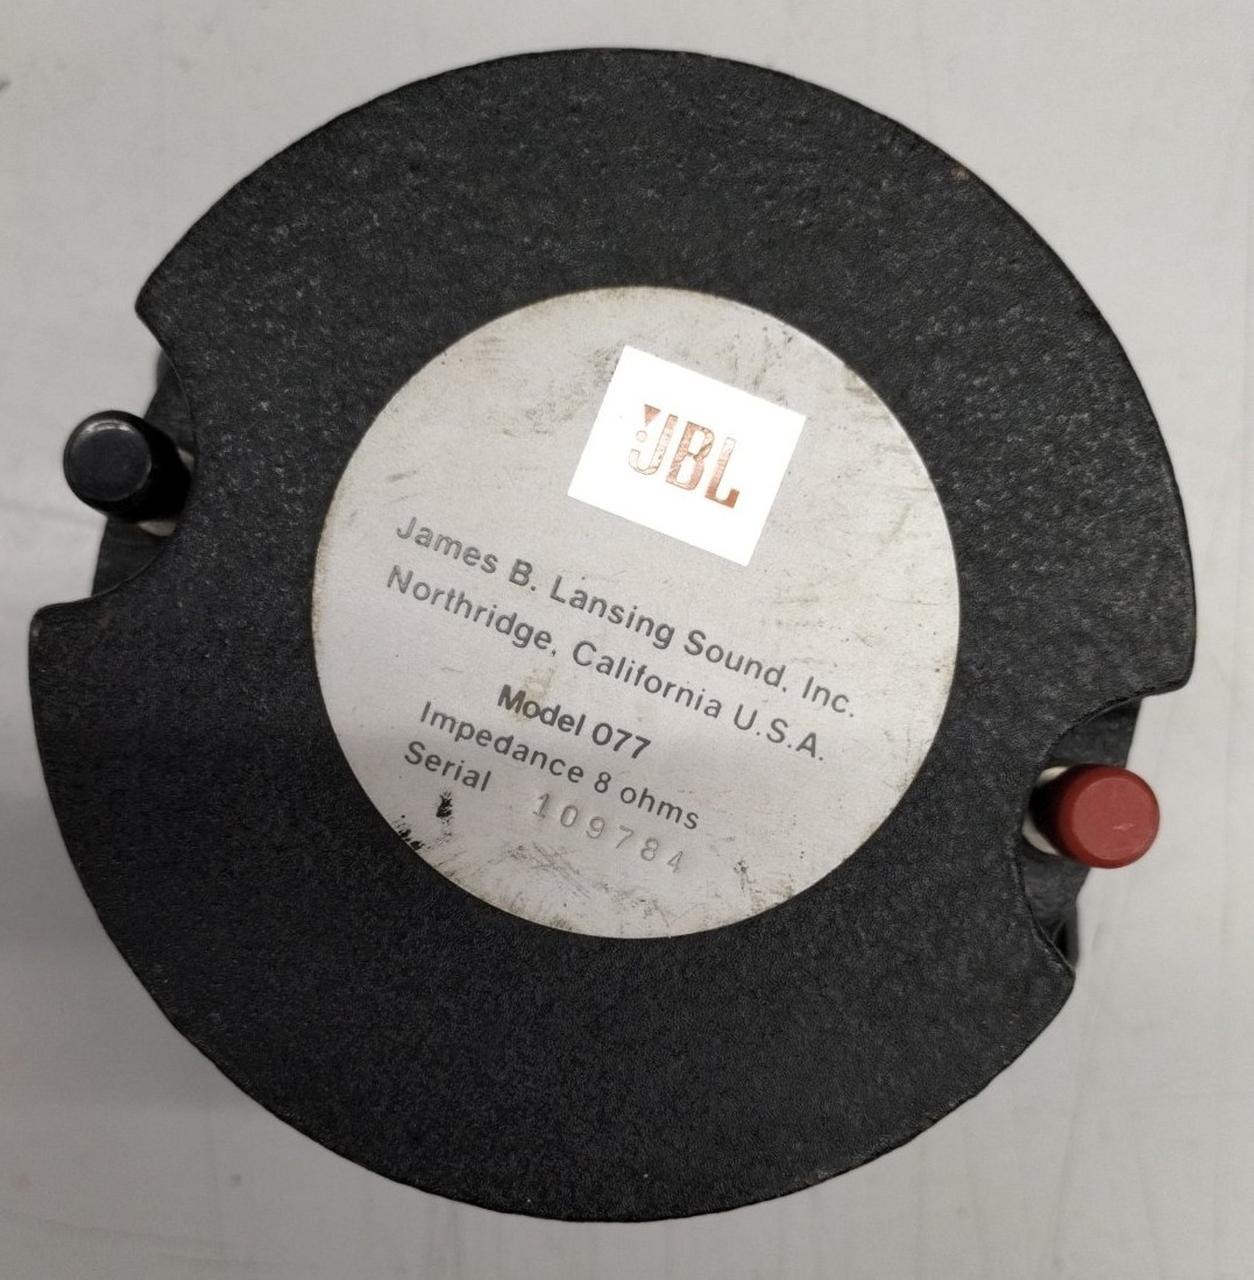 JBL
James B. Lansing Sound, Inc.
Northridge, California U.S.A.
Model 077
Impedance 8 ohms
Serial 109784